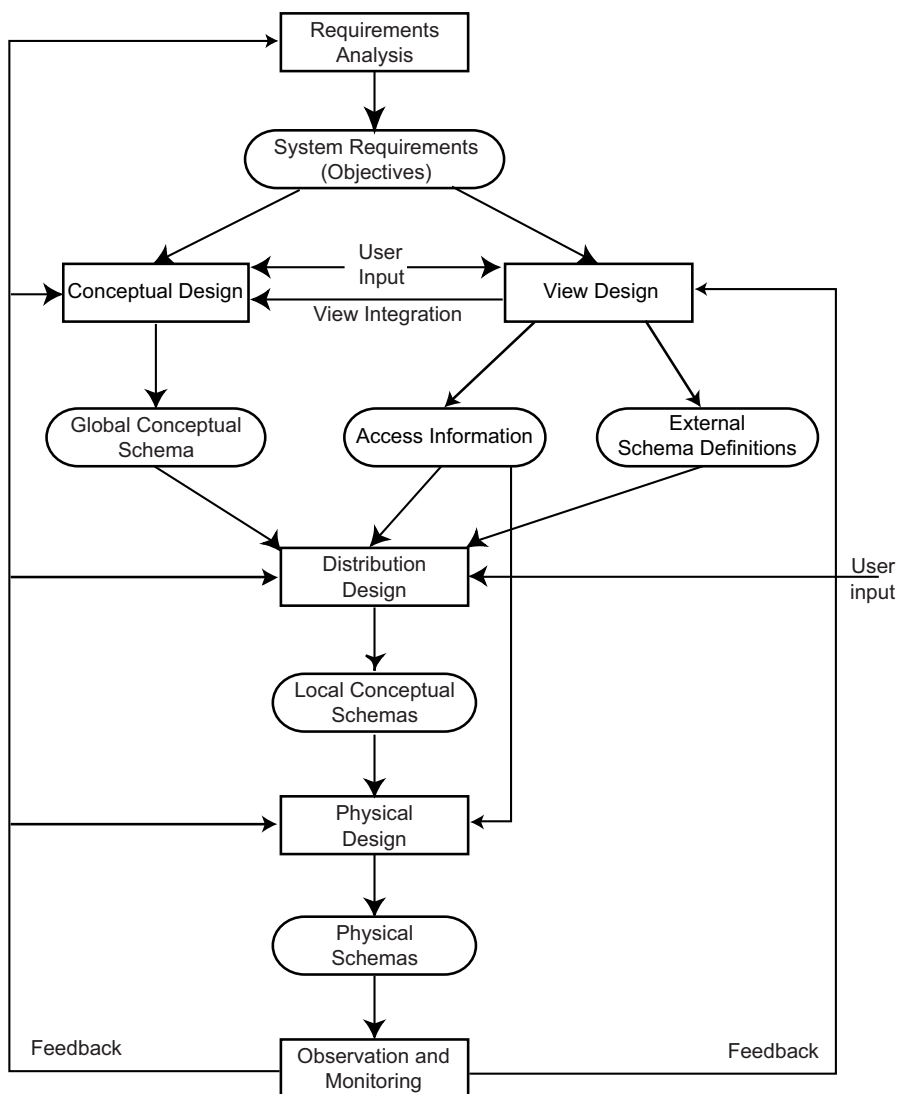 Requirements
Analysis
System Requirements
(Objectives)
User
Input
Conceptual Design
View Design
View Integration
Global Conceptual
Schema
Access Information
External
Schema Definitions
Distribution
Design
User
input
Local Conceptual
Schemas
Physical
Design
Physical
Schemas
Feedback
Observation and
Monitoring
Feedback